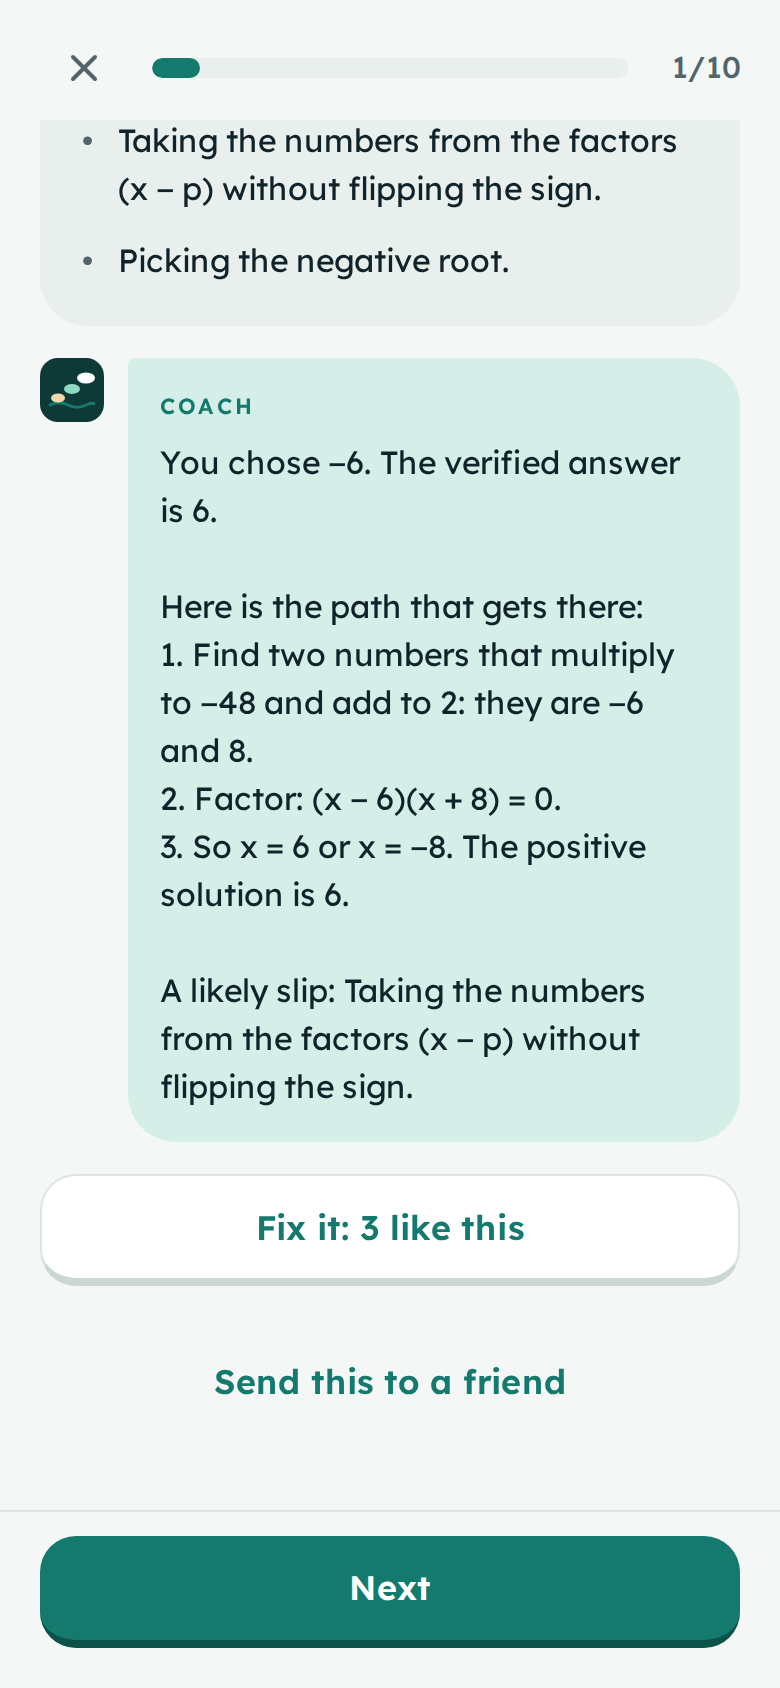 1/10
• Taking the numbers from the factors
(x − p) without flipping the sign.
• Picking the negative root.
COACH
You chose −6. The verified answer
is 6.
Here is the path that gets there:
1. Find two numbers that multiply
to −48 and add to 2: they are −6
and 8.
2. Factor: (x − 6)(x + 8) = 0.
3. So x = 6 or x = −8. The positive
solution is 6.
A likely slip: Taking the numbers
from the factors (x − p) without
flipping the sign.
Fix it: 3 like this
Send this to a friend
Next